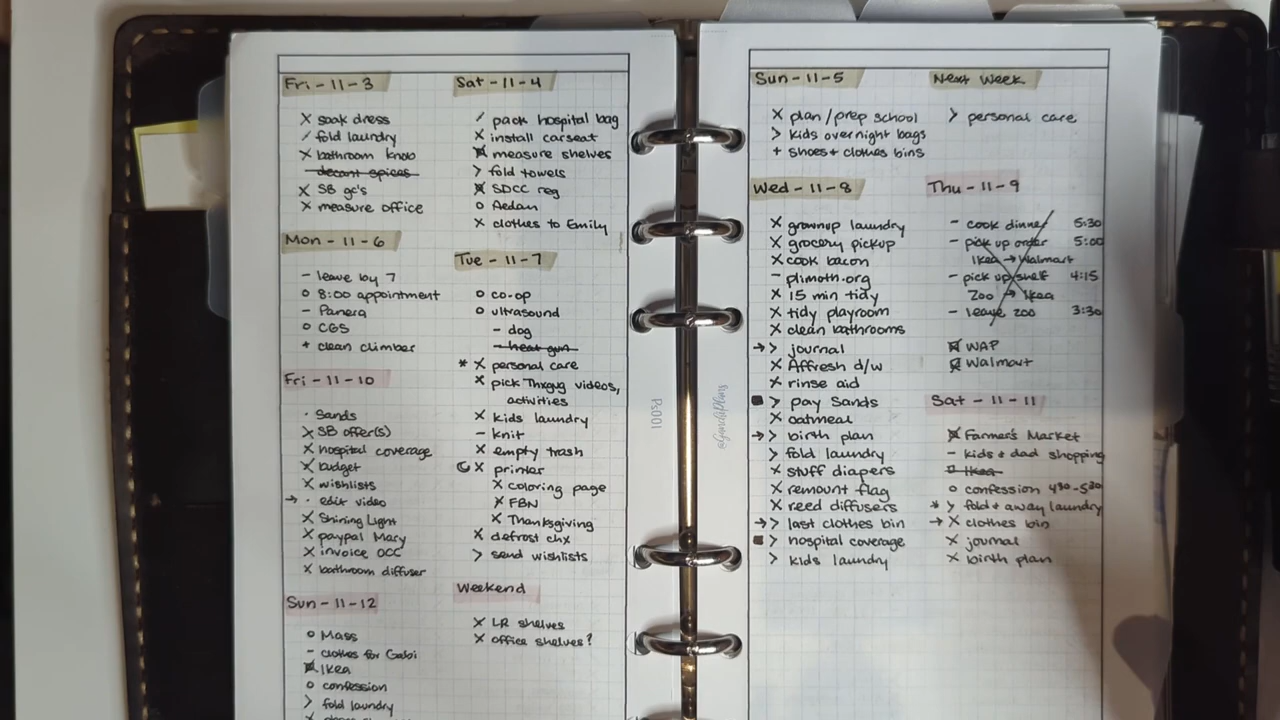 Fri-11-3
x soak dress
/ fold laundry
x bathroom knob
decant spices
x SB gc's
x measure office
Sat-11-4
/ pack hospital bag
x install carseat
x measure shelves
> fold towels
x SDCC reg
o Aedan
x clothes to Emily
Mon-11-6
- leave by 7
o 8:00 appointment
- Panera
o CGS
+ clean climber
Tue-11-7
o co-op
o ultrasound
- dog
- heat gun
* x personal care
x pick Thxgvg videos,
activities
x kids laundry
- knit
x empty trash
x printer
x coloring page
x FBN
x Thanksgiving
x defrost chx
> send wishlists
Fri-11-10
· Sands
x SB offer(s)
x hospital coverage
x budget
x wishlists
→ · edit video
x Shining Light
x paypal Mary
x invoice OCC
x bathroom diffuser
Weekend
x LR shelves
x office shelves?
Sun-11-12
o Mass
- clothes for Gabi
x Ikea
o confession
> fold laundry
PS001
Sun-11-5
x plan/prep school
> kids overnight bags
+ shoes + clothes bins
Next Week
> personal care
Wed-11-8
x grownup laundry
x grocery pickup
x cook bacon
- plimoth.org
x 15 min tidy
x tidy playroom
x clean bathrooms
→ > journal
x Affresh d/w
x rinse aid
■ > pay Sands
x oatmeal
→ > birth plan
> fold laundry
x stuff diapers
x remount flag
x reed diffusers
→ > last clothes bin
■ > hospital coverage
> kids laundry
Thu-11-9
- cook dinner 5:30
- pick up order 5:00
Ikea → Walmart
- pick up shelf 4:15
Zoo → Ikea
- leave zoo 3:30
x WAP
x Walmart
Sat-11-11
x Farmer's Market
- kids + dad shopping
□ Ikea
o confession 4:30-5:30
* > fold + away laundry
→ x clothes bin
x journal
x birth plan